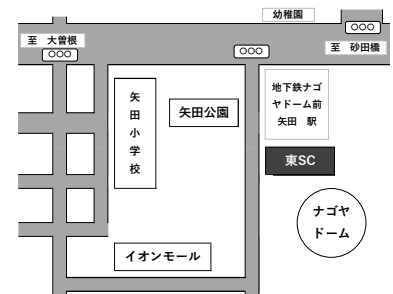 幼稚園
至　大曽根
○○○
○○○
○○○
至　砂田橋
矢
田
小
学
校
矢田公園
地下鉄ナゴ
ヤドーム前
矢田　駅
東SC
ナゴヤ
ドーム
イオンモール